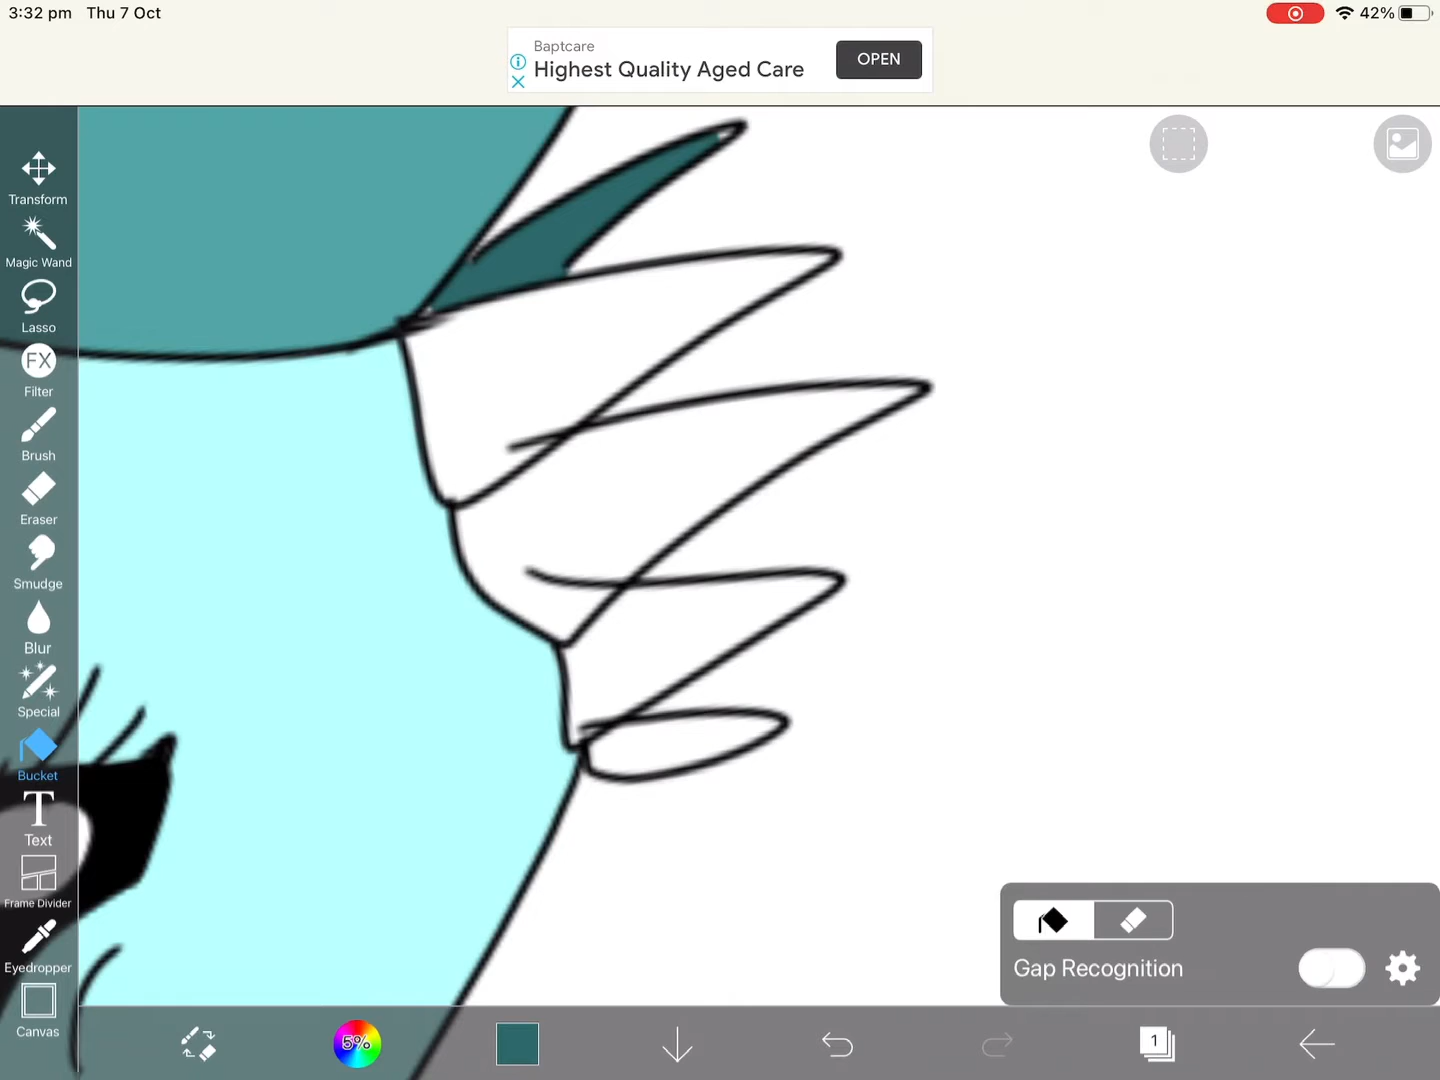 3:32 pm Thu 7 Oct
42%
Baptcare
Highest Quality Aged Care
OPEN
Transform
Magic Wand
Lasso
FX
Filter
Brush
Eraser
Smudge
Blur
Special
Bucket
T
Text
Frame Divider
Eyedropper
Canvas
Gap Recognition
5%
1